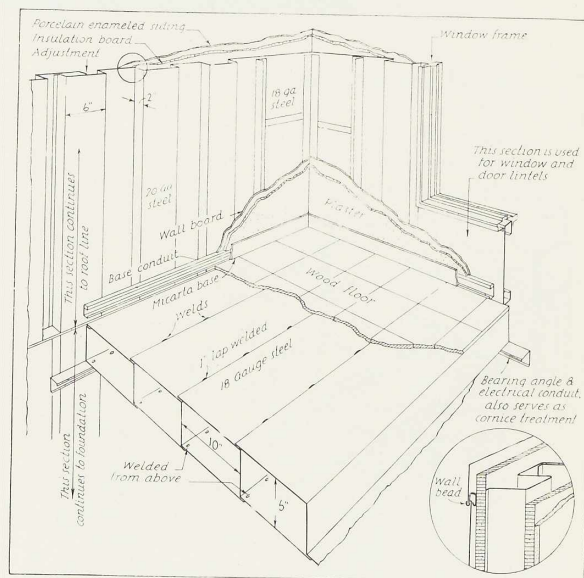 Porcelain enameled siding
Insulation board
Adjustment
Window frame
6"
2"
18 ga
steel
This section is used
for window and
door lintels
20 ga
steel
This section continues
to roof line
Wall board
Plaster
Base conduit
Micarta base
Wood floor
Welds
1" lap welded
18 Gauge steel
Bearing angle &
electrical conduit,
also serves as
cornice treatment
10"
This section
continues to foundation
Welded
from above
5"
Wall
bead